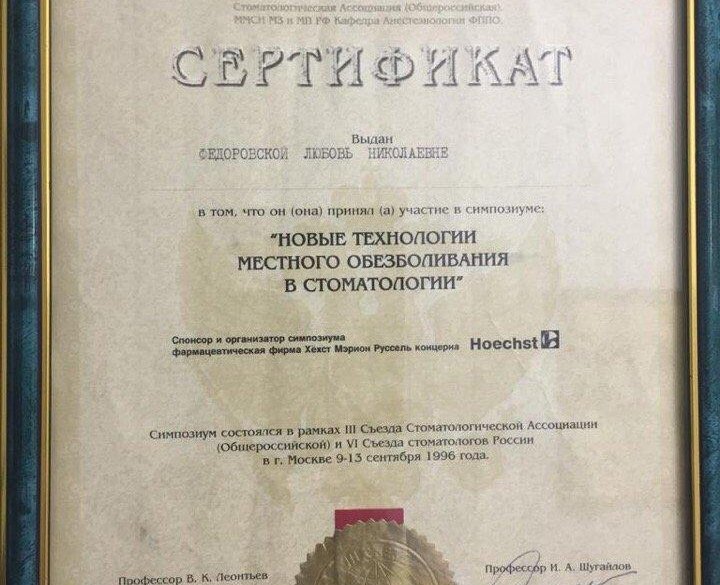 Стоматологическая Ассоциация (Общероссийская).
ММСИ МЗ и МП РФ Кафедра Анестезиологии ФППО.
СЕРТИФИКАТ
Выдан
ФЕДОРОВСКОЙ ЛЮБОВЬ НИКОЛАЕВНЕ
в том, что он (она) принял (а) участие в симпозиуме:
"НОВЫЕ ТЕХНОЛОГИИ
МЕСТНОГО ОБЕЗБОЛИВАНИЯ
В СТОМАТОЛОГИИ"
Спонсор и организатор симпозиума
фармацевтическая фирма Хёхст Мэрион Руссель концерна Hoechst
Симпозиум состоялся в рамках III Съезда Стоматологической Ассоциации
(Общероссийской) и VI Съезда стоматологов России
в г. Москве 9-13 сентября 1996 года.
Профессор В. К. Леонтьев
Профессор И. А. Шугайлов